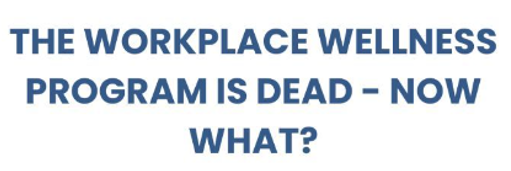 THE WORKPLACE WELLNESS
PROGRAM IS DEAD - NOW
WHAT?